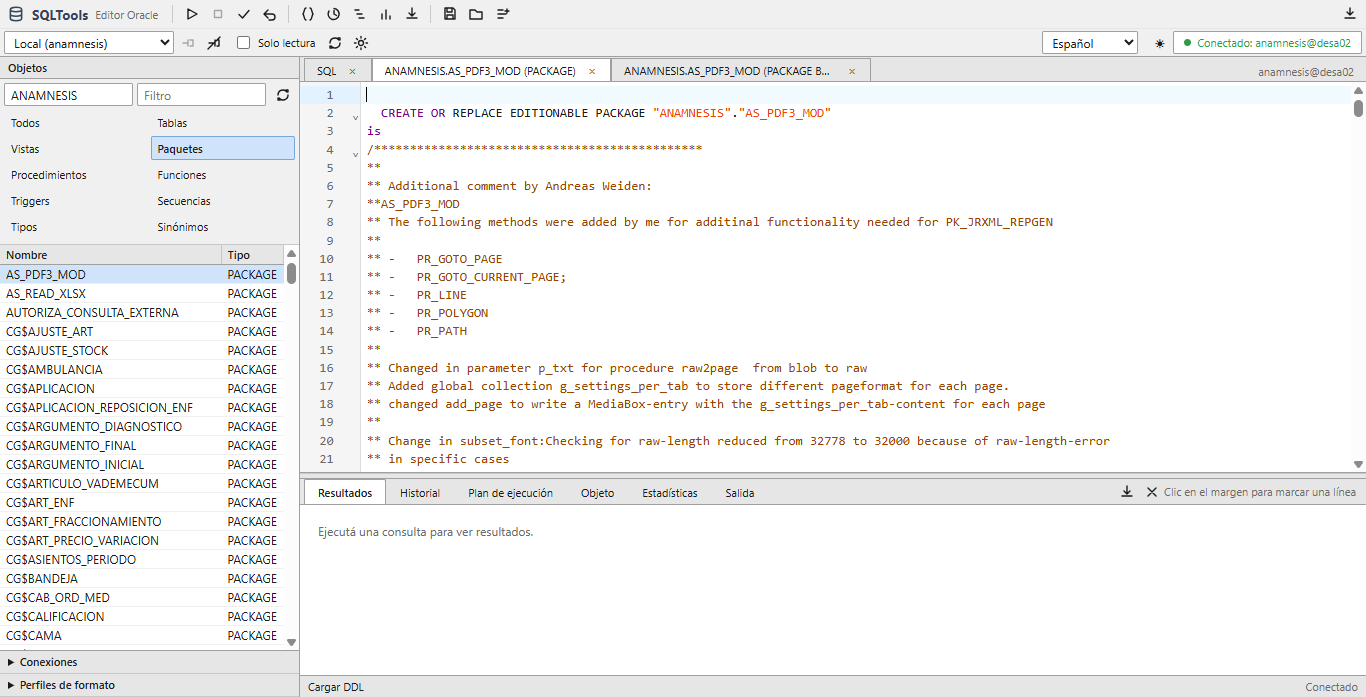 SQLTools Editor Oracle
Local (anamnesis) Solo lectura Español Conectado: anamnesis@desa02
Objetos
ANAMNESIS Filtro
Todos Tablas
Vistas Paquetes
Procedimientos Funciones
Triggers Secuencias
Tipos Sinónimos
Nombre Tipo
AS_PDF3_MOD PACKAGE
AS_READ_XLSX PACKAGE
AUTORIZA_CONSULTA_EXTERNA PACKAGE
CG$AJUSTE_ART PACKAGE
CG$AJUSTE_STOCK PACKAGE
CG$AMBULANCIA PACKAGE
CG$APLICACION PACKAGE
CG$APLICACION_REPOSICION_ENF PACKAGE
CG$ARGUMENTO_DIAGNOSTICO PACKAGE
CG$ARGUMENTO_FINAL PACKAGE
CG$ARGUMENTO_INICIAL PACKAGE
CG$ARTICULO_VADEMECUM PACKAGE
CG$ART_ENF PACKAGE
CG$ART_FRACCIONAMIENTO PACKAGE
CG$ART_PRECIO_VARIACION PACKAGE
CG$ASIENTOS_PERIODO PACKAGE
CG$BANDEJA PACKAGE
CG$CAB_ORD_MED PACKAGE
CG$CALIFICACION PACKAGE
CG$CAMA PACKAGE
Conexiones
Perfiles de formato
SQL × ANAMNESIS.AS_PDF3_MOD (PACKAGE) × ANAMNESIS.AS_PDF3_MOD (PACKAGE B... × anamnesis@desa02
1
2 CREATE OR REPLACE EDITIONABLE PACKAGE "ANAMNESIS"."AS_PDF3_MOD"
3 is
4 /**********************************************
5 **
6 ** Additional comment by Andreas Weiden:
7 **AS_PDF3_MOD
8 ** The following methods were added by me for additinal functionality needed for PK_JRXML_REPGEN
9 **
10 ** - PR_GOTO_PAGE
11 ** - PR_GOTO_CURRENT_PAGE;
12 ** - PR_LINE
13 ** - PR_POLYGON
14 ** - PR_PATH
15 **
16 ** Changed in parameter p_txt for procedure raw2page from blob to raw
17 ** Added global collection g_settings_per_tab to store different pageformat for each page.
18 ** changed add_page to write a MediaBox-entry with the g_settings_per_tab-content for each page
19 **
20 ** Change in subset_font:Checking for raw-length reduced from 32778 to 32000 because of raw-length-error
21 ** in specific cases
Resultados Historial Plan de ejecución Objeto Estadísticas Salida Clic en el margen para marcar una línea
Ejecutá una consulta para ver resultados.
Cargar DDL Conectado